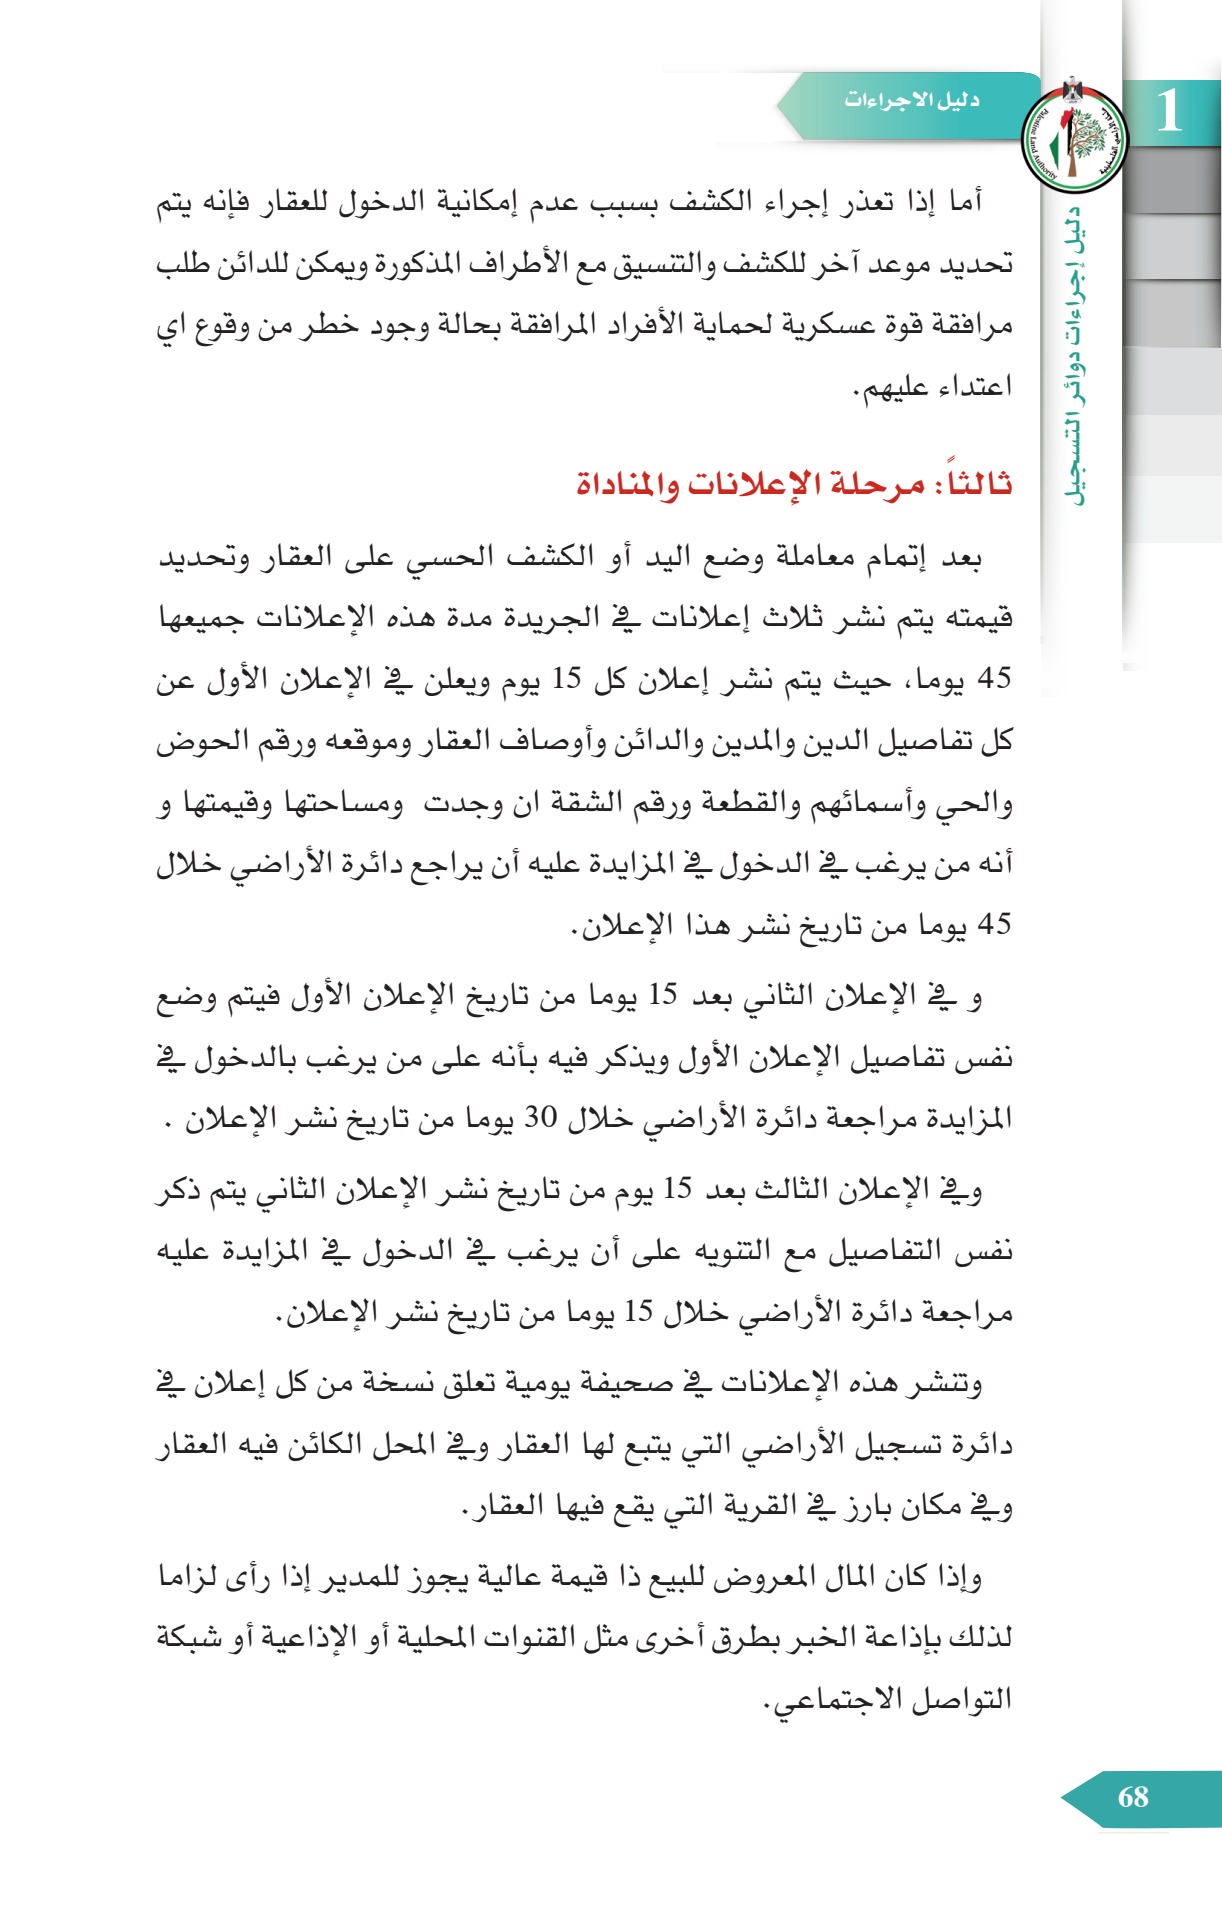 1
دليل الاجراءات
Palestine Land Authority
دليل إجراءات دوائر التسجيل
أما إذا تعذر إجراء الكشف بسبب عدم إمكانية الدخول للعقار فإنه يتم
تحديد موعد آخر للكشف والتنسيق مع الأطراف المذكورة ويمكن للدائن طلب
مرافقة قوة عسكرية لحماية الأفراد المرافقة بحالة وجود خطر من وقوع اي
اعتداء عليهم.
ثالثاً: مرحلة الإعلانات والمناداة
بعد إتمام معاملة وضع اليد أو الكشف الحسي على العقار وتحديد
قيمته يتم نشر ثلاث إعلانات في الجريدة مدة هذه الإعلانات جميعها
45 يوما، حيث يتم نشر إعلان كل 15 يوم ويعلن في الإعلان الأول عن
كل تفاصيل الدين والمدين والدائن وأوصاف العقار وموقعه ورقم الحوض
والحي وأسمائهم والقطعة ورقم الشقة ان وجدت ومساحتها وقيمتها و
أنه من يرغب في الدخول في المزايدة عليه أن يراجع دائرة الأراضي خلال
45 يوما من تاريخ نشر هذا الإعلان.
و في الإعلان الثاني بعد 15 يوما من تاريخ الإعلان الأول فيتم وضع
نفس تفاصيل الإعلان الأول ويذكر فيه بأنه على من يرغب بالدخول في
المزايدة مراجعة دائرة الأراضي خلال 30 يوما من تاريخ نشر الإعلان .
وفي الإعلان الثالث بعد 15 يوم من تاريخ نشر الإعلان الثاني يتم ذكر
نفس التفاصيل مع التنويه على أن يرغب في الدخول في المزايدة عليه
مراجعة دائرة الأراضي خلال 15 يوما من تاريخ نشر الإعلان.
وتنشر هذه الإعلانات في صحيفة يومية تعلق نسخة من كل إعلان في
دائرة تسجيل الأراضي التي يتبع لها العقار وفي المحل الكائن فيه العقار
وفي مكان بارز في القرية التي يقع فيها العقار.
وإذا كان المال المعروض للبيع ذا قيمة عالية يجوز للمدير إذا رأى لزاما
لذلك بإذاعة الخبر بطرق أخرى مثل القنوات المحلية أو الإذاعية أو شبكة
التواصل الاجتماعي.
68